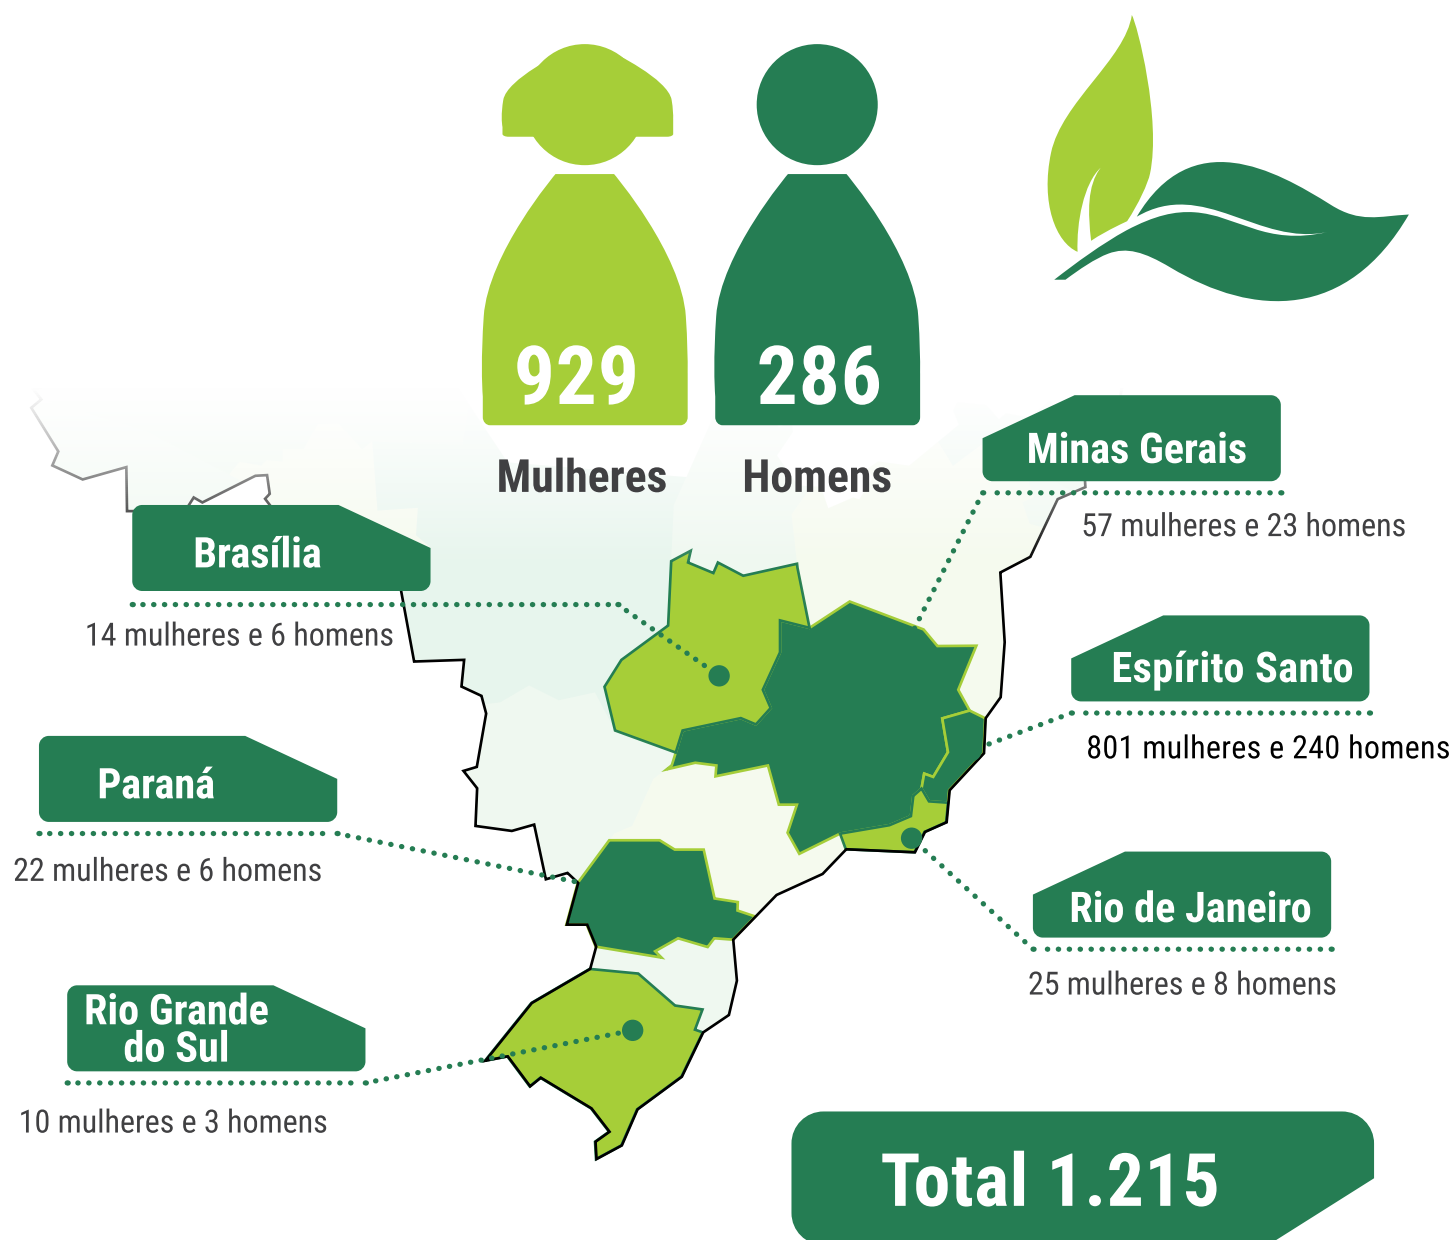 929
286
Mulheres
Homens
Minas Gerais
57 mulheres e 23 homens
Brasília
14 mulheres e 6 homens
Espírito Santo
801 mulheres e 240 homens
Paraná
22 mulheres e 6 homens
Rio de Janeiro
25 mulheres e 8 homens
Rio Grande
do Sul
10 mulheres e 3 homens
Total 1.215